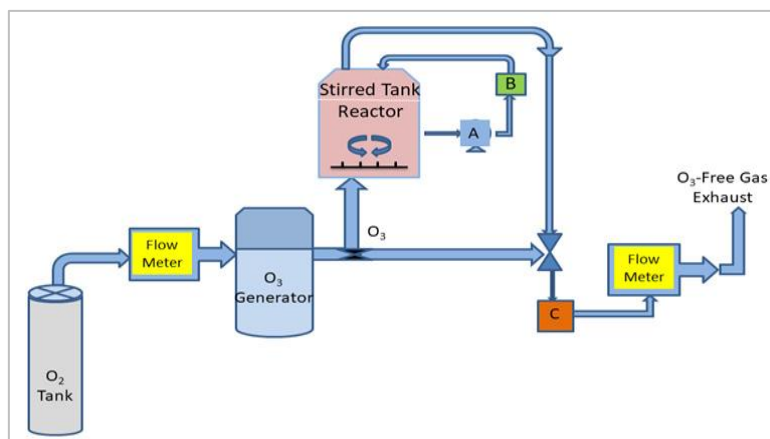 Stirred Tank
Reactor
B
A
O₃-Free Gas
Exhaust
O₃
Flow
Meter
Flow
Meter
O₃
Generator
C
O₂
Tank